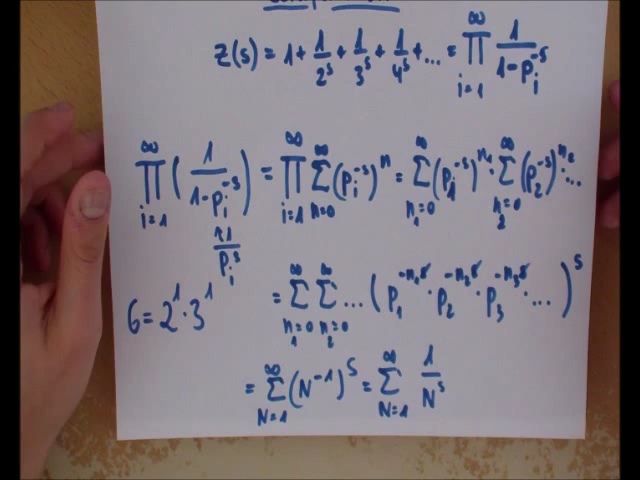 Z(s) = 1 + 1/2^s + 1/3^s + 1/4^s + ... = ∏_{i=1}^{∞} 1/(1-p_i^{-s})
∏_{i=1}^{∞} (1/(1-p_i^{-s})) = ∏_{i=1}^{∞} ∑_{n=0}^{∞} (p_i^{-s})^n = ∑_{n_1=0}^{∞} (p_1^{-s})^{n_1} · ∑_{n_2=0}^{∞} (p_2^{-s})^{n_2} · ...
1/p_i^s
6 = 2^1 · 3^1
= ∑_{n_1=0}^{∞} ∑_{n_2=0}^{∞} ... (p_1^{-n_1} · p_2^{-n_2} · p_3^{-n_3} · ...)^s
= ∑_{N=1}^{∞} (N^{-1})^s = ∑_{N=1}^{∞} 1/N^s